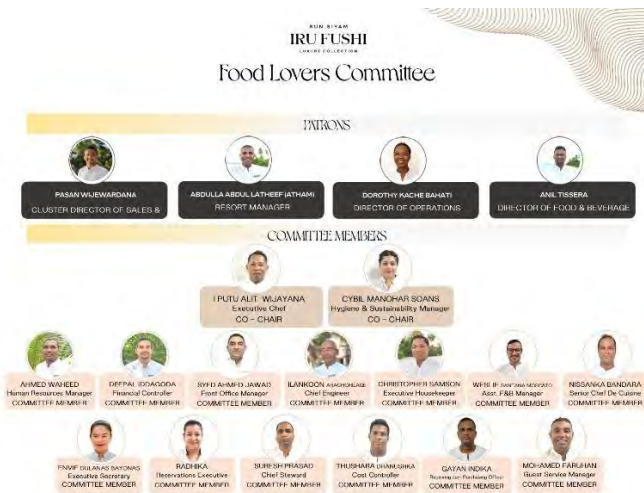 SUN SIYAM
IRU FUSHI
LUXURY COLLECTION
Food Lovers Committee
PATRONS
PASAN WIJEWARDANA
CLUSTER DIRECTOR OF SALES &
ABDULLA ABDUL LATHEEF (ATHAM)
RESORT MANAGER
DOROTHY KACHE BAHATI
DIRECTOR OF OPERATIONS
ANIL TISSERA
DIRECTOR OF FOOD & BEVERAGE
COMMITTEE MEMBERS
I PUTU ALIT WIJAYANA
Executive Chef
CO - CHAIR
CYBIL MANOHAR SOANS
Hygiene & Sustainability Manager
CO - CHAIR
AHMED WAHEED
Human Resources Manager
COMMITTEE MEMBER
DEEPAL IDDAGODA
Financial Controller
COMMITTEE MEMBER
SYED AHMED JAWAD
Front Office Manager
COMMITTEE MEMBER
ILANKOON ARACHCHILAGE
Chief Engineer
COMMITTEE MEMBER
CHRISTOPHER SAMSON
Executive Housekeeper
COMMITTEE MEMBER
Asst. F&B Manager
COMMITTEE MEMBER
NISSANKA BANDARA
Senior Chef De Cuisine
COMMITTEE MEMBER
Executive Secretary
COMMITTEE MEMBER
RADHIKA
Reservations Executive
COMMITTEE MEMBER
SURESH PRASAD
Chief Steward
COMMITTEE MEMBER
THUSHARA DHANUSHKA
Cost Controller
COMMITTEE MEMBER
GAYAN INDIKA
Purchasing Office
COMMITTEE MEMBER
MOHAMED FARUHAN
Guest Service Manager
COMMITTEE MEMBER